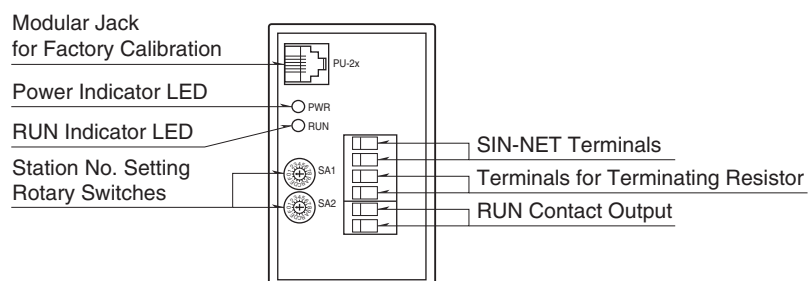 Modular Jack
for Factory Calibration
PU-2x
Power Indicator LED
PWR
RUN Indicator LED
RUN
Station No. Setting
Rotary Switches
SA1
SA2
SIN-NET Terminals
Terminals for Terminating Resistor
RUN Contact Output